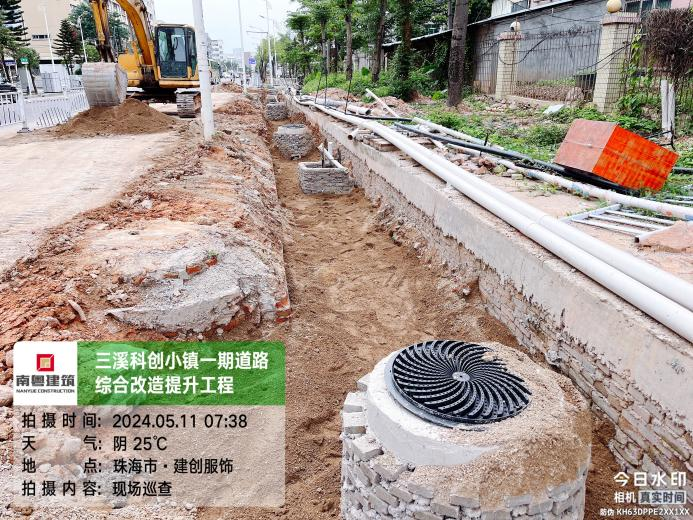 南粤建筑
NANYUE CONSTRUCTION
三溪科创小镇一期道路
综合改造提升工程
拍摄时间: 2024.05.11 07:38
天气: 阴 25℃
地点: 珠海市·建创服饰
拍摄内容: 现场巡查
今日水印
相机 真实时间
防伪 KH63DPPE2XX1XX